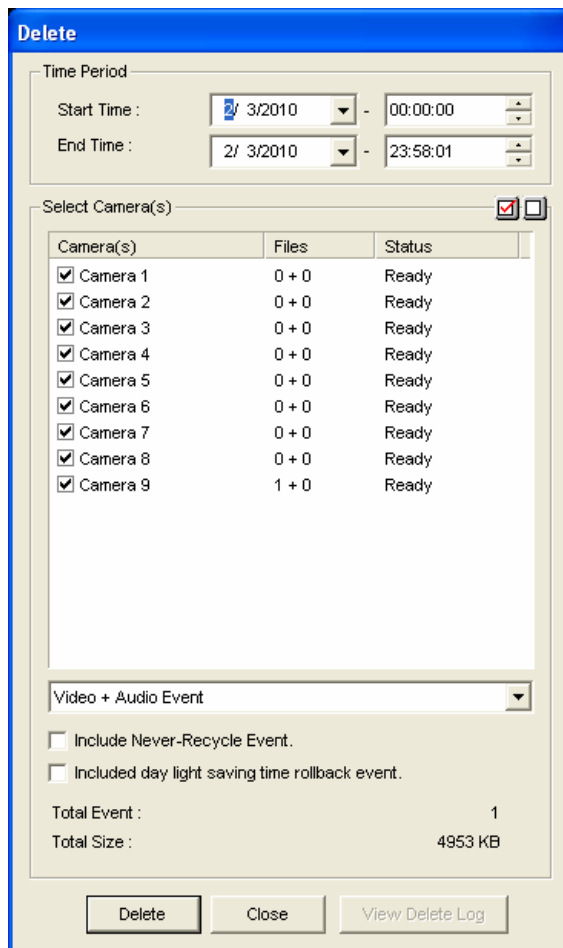 Delete
Time Period
Start Time : 2/ 3/2010 - 00:00:00
End Time : 2/ 3/2010 - 23:58:01
Select Camera(s)
Camera(s) Files Status
Camera 1 0 + 0 Ready
Camera 2 0 + 0 Ready
Camera 3 0 + 0 Ready
Camera 4 0 + 0 Ready
Camera 5 0 + 0 Ready
Camera 6 0 + 0 Ready
Camera 7 0 + 0 Ready
Camera 8 0 + 0 Ready
Camera 9 1 + 0 Ready
Video + Audio Event
Include Never-Recycle Event.
Included day light saving time rollback event.
Total Event : 1
Total Size : 4953 KB
Delete Close View Delete Log